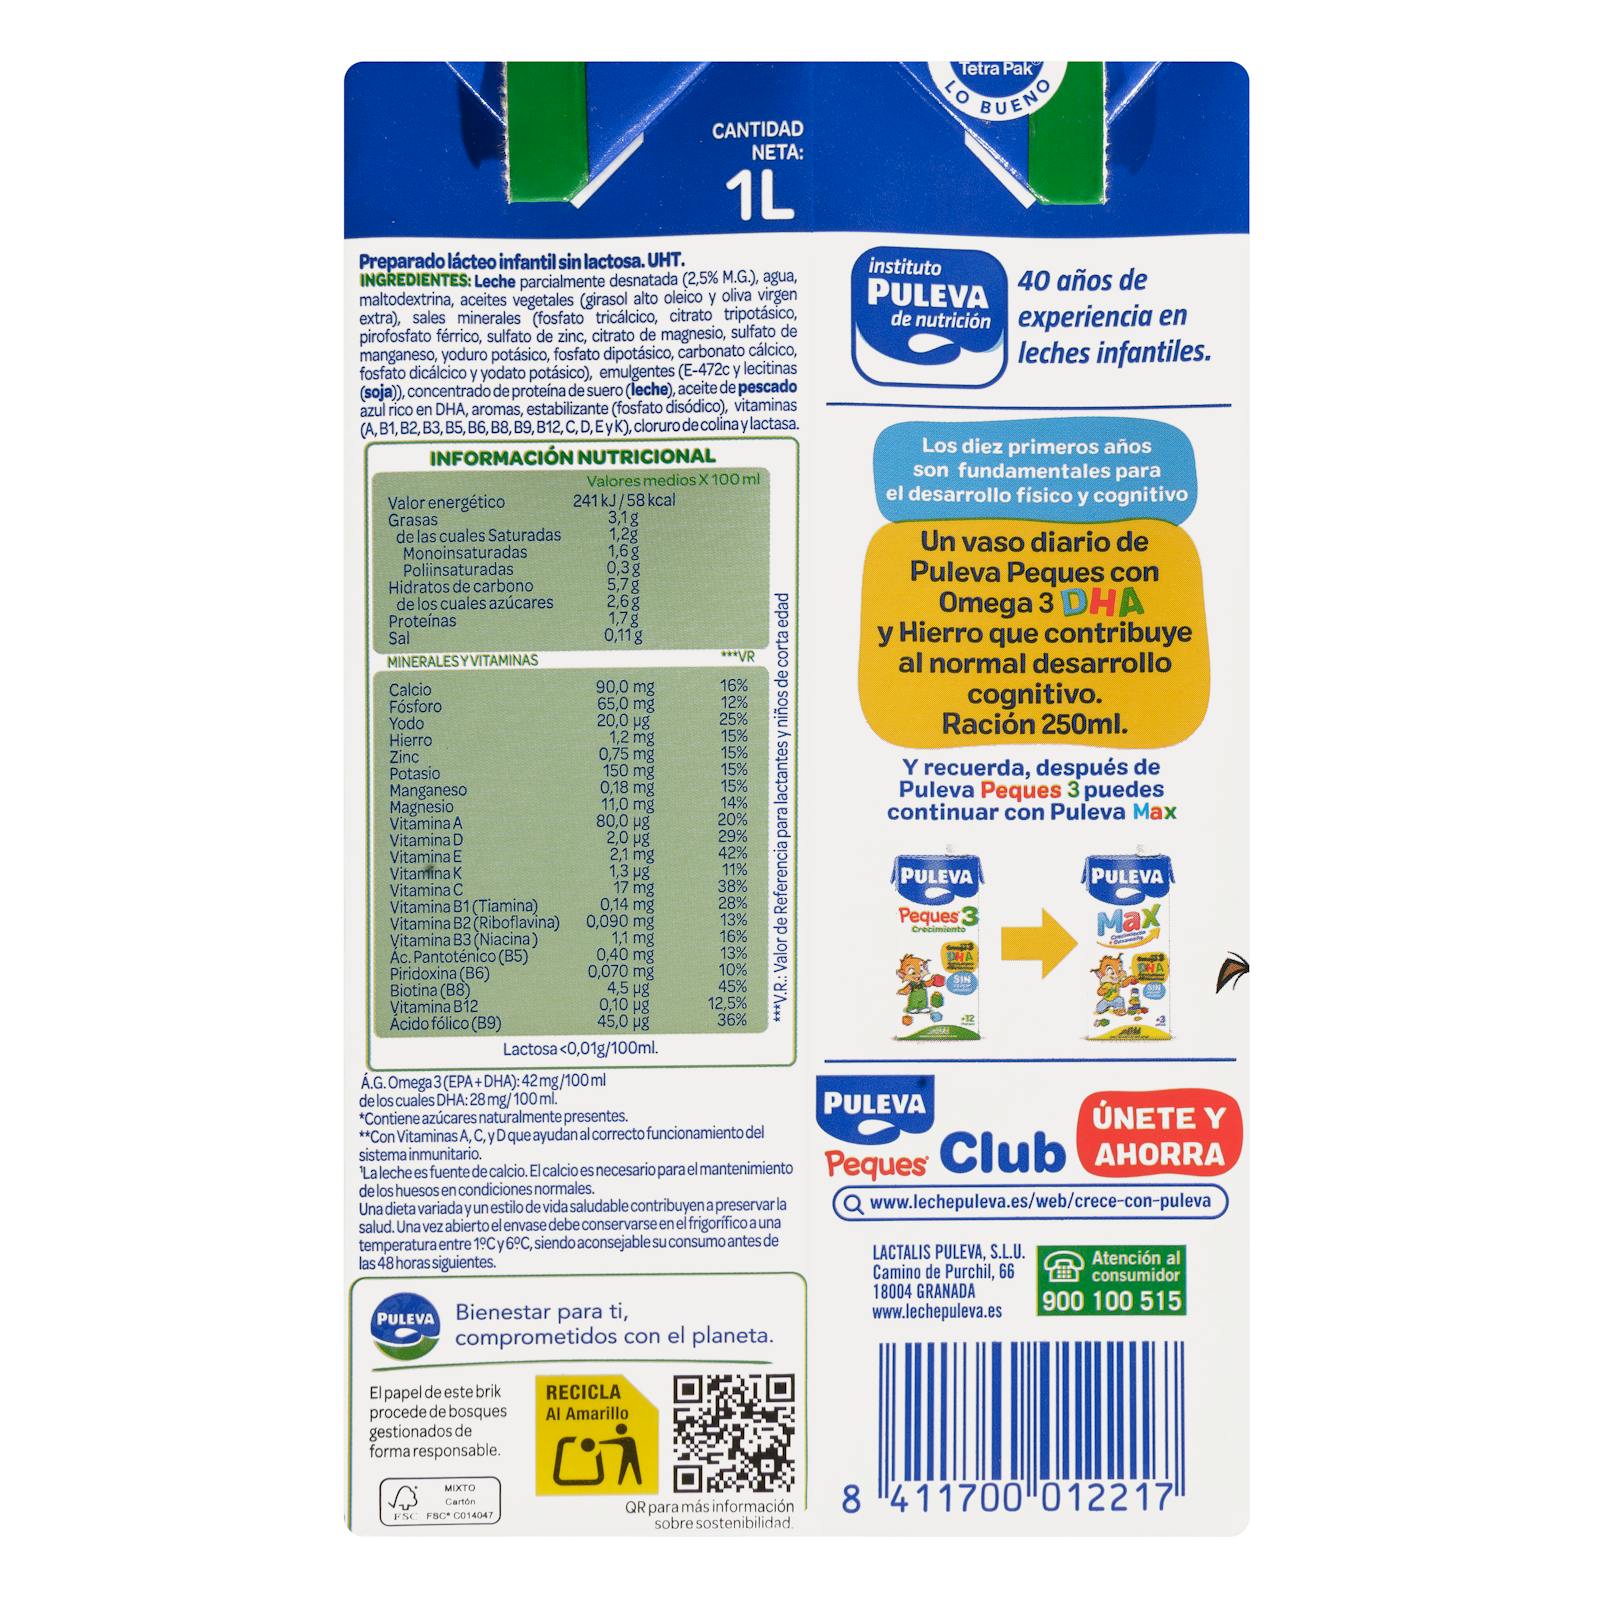 Tetra Pak®
LO BUENO
CANTIDAD
NETA:
1L
Preparado lácteo infantil sin lactosa. UHT.
INGREDIENTES: Leche parcialmente desnatada (2,5% M.G.), agua,
maltodextrina, aceites vegetales (girasol alto oleico y oliva virgen
extra), sales minerales (fosfato tricálcico, citrato tripotásico,
pirofosfato férrico, sulfato de zinc, citrato de magnesio, sulfato de
manganeso, yoduro potásico, fosfato dipotásico, carbonato cálcico,
fosfato dicálcico y yodato potásico), emulgentes (E-472c y lecitinas
(soja)), concentrado de proteína de suero (leche), aceite de pescado
azul rico en DHA, aromas, estabilizante (fosfato disódico), vitaminas
(A, B1, B2, B3, B5, B6, B8, B9, B12, C, D, E y K), cloruro de colina y lactasa.
INFORMACIÓN NUTRICIONAL
Valores medios X 100 ml
Valor energético 241 kJ / 58 kcal
Grasas 3,1 g
de las cuales Saturadas 1,2g
Monoinsaturadas 1,6 g
Poliinsaturadas 0,3 g
Hidratos de carbono 5,7 g
de los cuales azúcares 2,6 g
Proteínas 1,7 g
Sal 0,11 g
MINERALES Y VITAMINAS ***VR
Calcio 90,0 mg 16%
Fósforo 65,0 mg 12%
Yodo 20,0 µg 25%
Hierro 1,2 mg 15%
Zinc 0,75 mg 15%
Potasio 150 mg 15%
Manganeso 0,18 mg 15%
Magnesio 11,0 mg 14%
Vitamina A 80,0 µg 20%
Vitamina D 2,0 µg 29%
Vitamina E 2,1 mg 42%
Vitamina K 1,3 µg 11%
Vitamina C 17 mg 38%
Vitamina B1 (Tiamina) 0,14 mg 28%
Vitamina B2 (Riboflavina) 0,090 mg 13%
Vitamina B3 (Niacina ) 1,1 mg 16%
Ác. Pantoténico (B5) 0,40 mg 13%
Piridoxina (B6) 0,070 mg 10%
Biotina (B8) 4,5 µg 45%
Vitamina B12 0,10 µg 12,5%
Ácido fólico (B9) 45,0 µg 36%
***V.R.: Valor de Referencia para lactantes y niños de corta edad
Lactosa <0,01g/100ml.
Á.G. Omega 3 (EPA + DHA): 42 mg/100 ml
de los cuales DHA: 28 mg/ 100 ml.
*Contiene azúcares naturalmente presentes.
**Con Vitaminas A, C, y D que ayudan al correcto funcionamiento del
sistema inmunitario.
¹La leche es fuente de calcio. El calcio es necesario para el mantenimiento
de los huesos en condiciones normales.
Una dieta variada y un estilo de vida saludable contribuyen a preservar la
salud. Una vez abierto el envase debe conservarse en el frigorífico a una
temperatura entre 1ºC y 6ºC, siendo aconsejable su consumo antes de
las 48 horas siguientes.
PULEVA
Bienestar para ti,
comprometidos con el planeta.
El papel de este brik
procede de bosques
gestionados de
forma responsable.
RECICLA
Al Amarillo
FSC
MIXTO
Cartón
FSC® C014047
QR para más información
sobre sostenibilidad.
instituto
PULEVA
de nutrición
40 años de
experiencia en
leches infantiles.
Los diez primeros años
son fundamentales para
el desarrollo físico y cognitivo
Un vaso diario de
Puleva Peques con
Omega 3 DHA
y Hierro que contribuye
al normal desarrollo
cognitivo.
Ración 250ml.
Y recuerda, después de
Puleva Peques 3 puedes
continuar con Puleva Max
PULEVA
Peques 3
Crecimiento
Omega 3
DHA
SIN
+12
PULEVA
Max
Omega 3
DHA
SIN
+3
PULEVA
Peques® Club
ÚNETE Y
AHORRA
www.lechepuleva.es/web/crece-con-puleva
LACTALIS PULEVA, S.L.U.
Camino de Purchil, 66
18004 GRANADA
www.lechepuleva.es
Atención al
consumidor
900 100 515
8 411700 012217